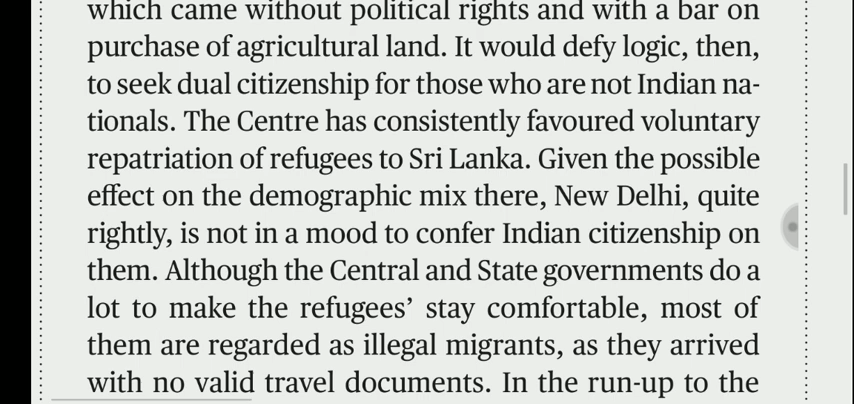 which came without political rights and with a bar on
purchase of agricultural land. It would defy logic, then,
to seek dual citizenship for those who are not Indian na-
tionals. The Centre has consistently favoured voluntary
repatriation of refugees to Sri Lanka. Given the possible
effect on the demographic mix there, New Delhi, quite
rightly, is not in a mood to confer Indian citizenship on
them. Although the Central and State governments do a
lot to make the refugees’ stay comfortable, most of
them are regarded as illegal migrants, as they arrived
with no valid travel documents. In the run-up to the